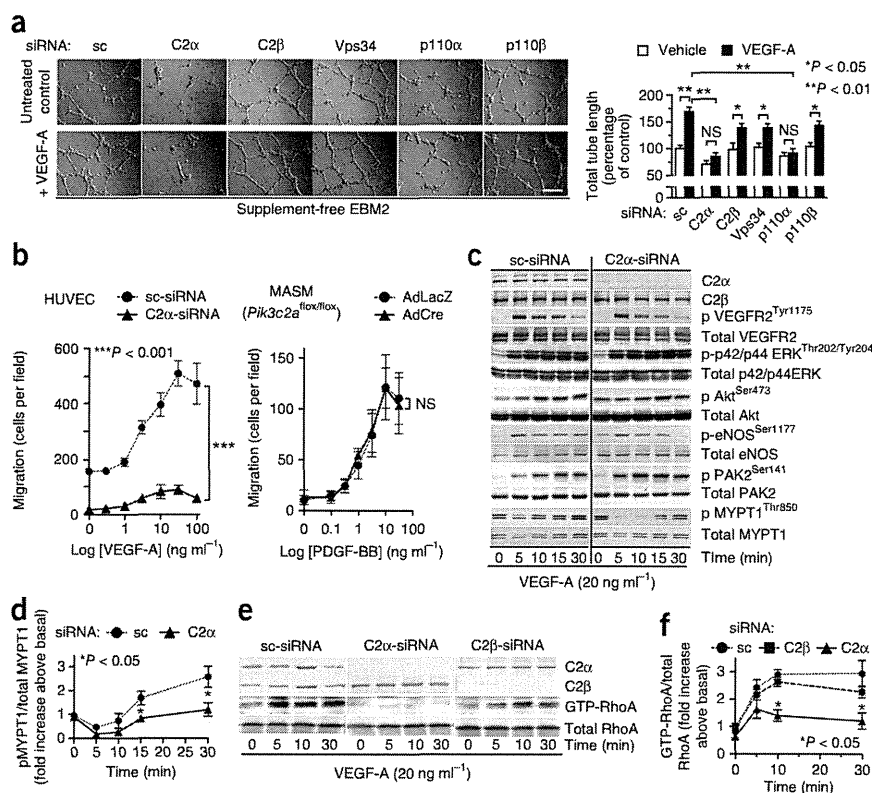 a
siRNA: sc C2α C2β Vps34 p110α p110β
Untreated control
+ VEGF-A
Supplement-free EBM2
Vehicle VEGF-A
*P < 0.05
**P < 0.01
** ** ** * * NS NS *
Total tube length (percentage of control)
200
150
100
50
0
siRNA: sc C2α C2β Vps34 p110α p110β
b
HUVEC
sc-siRNA
C2α-siRNA
***P < 0.001
***
Migration (cells per field)
600
400
200
0
0 1 10 100
Log [VEGF-A] (ng ml⁻¹)
MASM
(Pik3c2a^flox/flox)
AdLacZ
AdCre
NS
Migration (cells per field)
150
100
50
0
0 0.1 1 10 100
Log [PDGF-BB] (ng ml⁻¹)
c
sc-siRNA C2α-siRNA
C2α
C2β
p VEGFR2^Tyr1175
Total VEGFR2
p-p42/p44 ERK^Thr202/Tyr204
Total p42/p44ERK
p Akt^Ser473
Total Akt
p-eNOS^Ser1177
Total eNOS
p PAK2^Ser141
Total PAK2
p MYPT1^Thr850
Total MYPT1
0 5 10 15 30 0 5 10 15 30 Time (min)
VEGF-A (20 ng ml⁻¹)
d
siRNA: sc C2α
*P < 0.05
pMYPT1/total MYPT1 (fold increase above basal)
3
2
1
0
* *
0 5 10 15 30
Time (min)
e
sc-siRNA C2α-siRNA C2β-siRNA
C2α
C2β
GTP-RhoA
Total RhoA
0 5 10 30 0 5 10 30 0 5 10 30 Time (min)
VEGF-A (20 ng ml⁻¹)
f
siRNA:
sc C2β C2α
GTP-RhoA/total RhoA (fold increase above basal)
4
3
2
1
0
* *
*P < 0.05
0 10 30
Time (min)